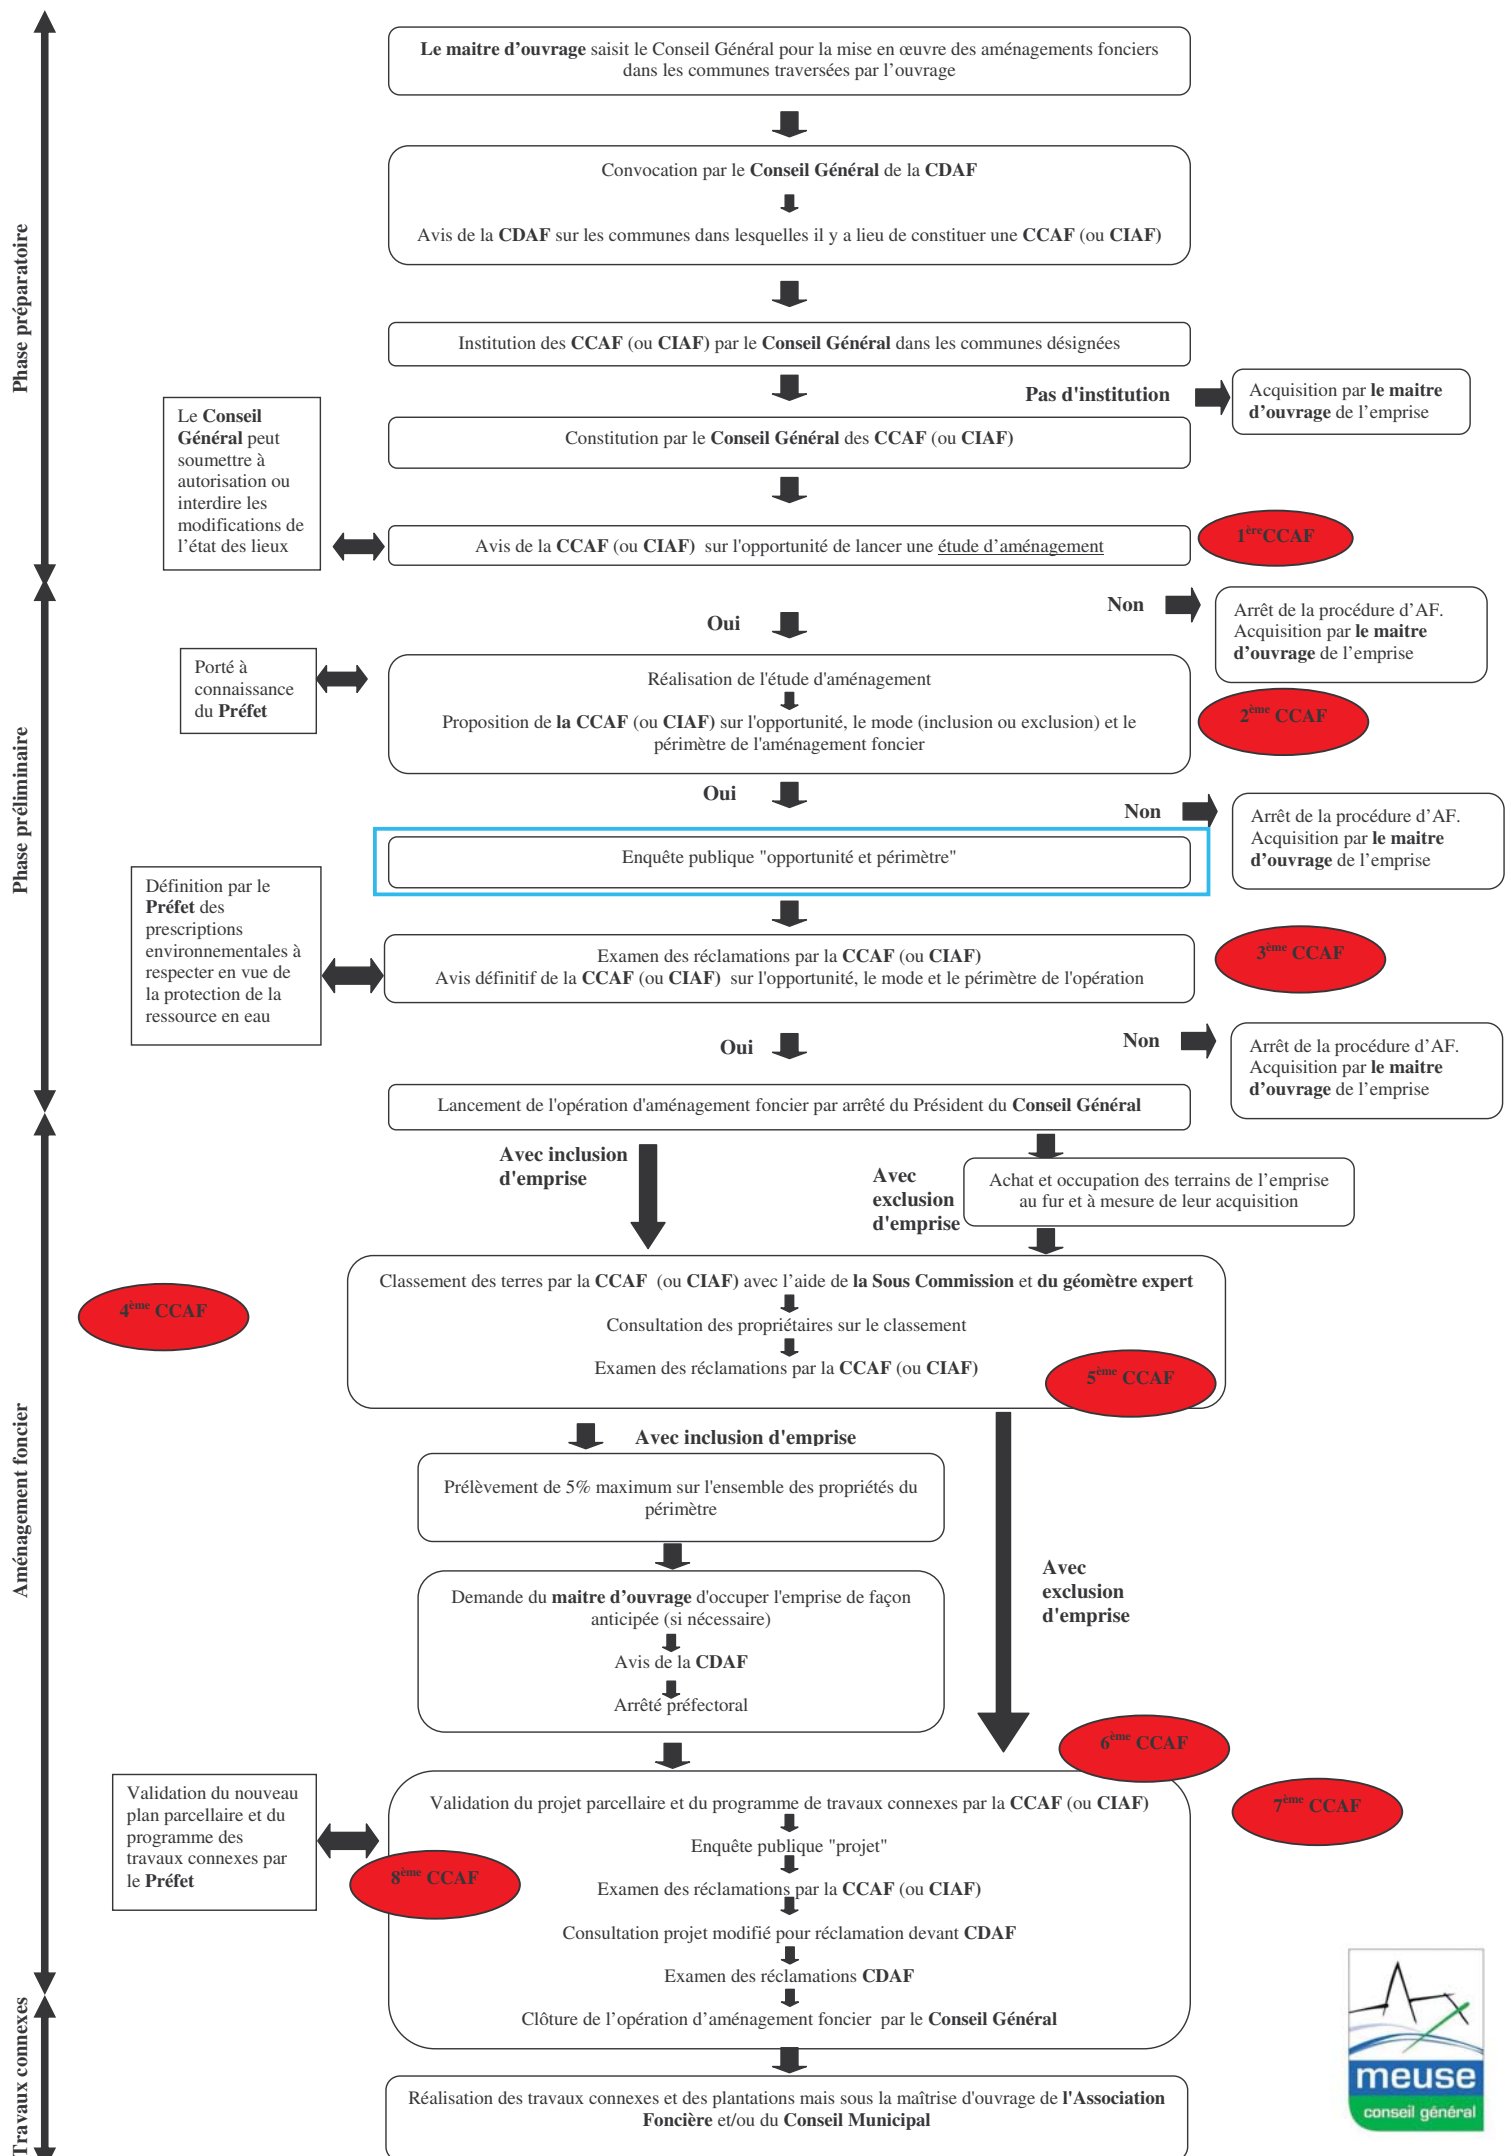 Phase préparatoire
Le maitre d'ouvrage saisit le Conseil Général pour la mise en œuvre des aménagements fonciers
dans les communes traversées par l'ouvrage
Convocation par le Conseil Général de la CDAF
Avis de la CDAF sur les communes dans lesquelles il y a lieu de constituer une CCAF (ou CIAF)
Institution des CCAF (ou CIAF) par le Conseil Général dans les communes désignées
Pas d'institution
Acquisition par le maitre
d'ouvrage de l'emprise
Constitution par le Conseil Général des CCAF (ou CIAF)
Le Conseil
Général peut
soumettre à
autorisation ou
interdire les
modifications de
l'état des lieux
Avis de la CCAF (ou CIAF) sur l'opportunité de lancer une étude d'aménagement
1ère CCAF
Phase préliminaire
Oui
Non
Arrêt de la procédure d'AF.
Acquisition par le maitre
d'ouvrage de l'emprise
Porté à
connaissance
du Préfet
Réalisation de l'étude d'aménagement
Proposition de la CCAF (ou CIAF) sur l'opportunité, le mode (inclusion ou exclusion) et le
périmètre de l'aménagement foncier
2ème CCAF
Oui
Non
Arrêt de la procédure d'AF.
Acquisition par le maitre
d'ouvrage de l'emprise
Enquête publique "opportunité et périmètre"
Définition par le
Préfet des
prescriptions
environnementales à
respecter en vue de
la protection de la
ressource en eau
Examen des réclamations par la CCAF (ou CIAF)
Avis définitif de la CCAF (ou CIAF) sur l'opportunité, le mode et le périmètre de l'opération
3ème CCAF
Oui
Non
Arrêt de la procédure d'AF.
Acquisition par le maitre
d'ouvrage de l'emprise
Aménagement foncier
Lancement de l'opération d'aménagement foncier par arrêté du Président du Conseil Général
Avec inclusion
d'emprise
Avec
exclusion
d'emprise
Achat et occupation des terrains de l'emprise
au fur et à mesure de leur acquisition
Classement des terres par la CCAF (ou CIAF) avec l'aide de la Sous Commission et du géomètre expert
4ème CCAF
Consultation des propriétaires sur le classement
Examen des réclamations par la CCAF (ou CIAF)
5ème CCAF
Avec inclusion d'emprise
Prélèvement de 5% maximum sur l'ensemble des propriétés du
périmètre
Demande du maitre d'ouvrage d'occuper l'emprise de façon
anticipée (si nécessaire)
Avis de la CDAF
Arrêté préfectoral
Avec
exclusion
d'emprise
6ème CCAF
7ème CCAF
Validation du nouveau
plan parcellaire et du
programme des
travaux connexes par
le Préfet
Validation du projet parcellaire et du programme de travaux connexes par la CCAF (ou CIAF)
Enquête publique "projet"
8ème CCAF
Examen des réclamations par la CCAF (ou CIAF)
Consultation projet modifié pour réclamation devant CDAF
Examen des réclamations CDAF
Clôture de l'opération d'aménagement foncier par le Conseil Général
Travaux connexes
Réalisation des travaux connexes et des plantations mais sous la maîtrise d'ouvrage de l'Association
Foncière et/ou du Conseil Municipal
meuse
conseil général